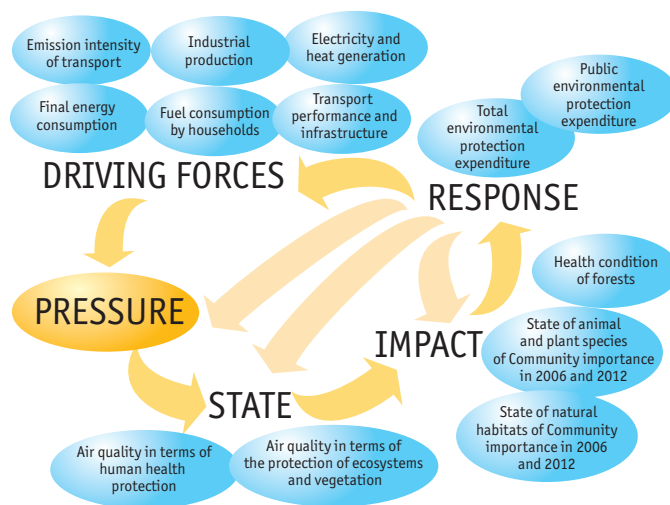 Emission intensity
of transport
Industrial
production
Electricity and
heat generation
Public
environmental
protection
expenditure
Final energy
consumption
Fuel consumption
by households
Transport
performance and
infrastructure
Total
environmental
protection
expenditure
DRIVING FORCES
RESPONSE
Health condition
of forests
PRESSURE
IMPACT
State of animal
and plant species
of Community importance
in 2006 and 2012
STATE
State of natural
habitats of Community
importance in 2006
and 2012
Air quality in terms of
human health
protection
Air quality in terms of
the protection of ecosystems
and vegetation